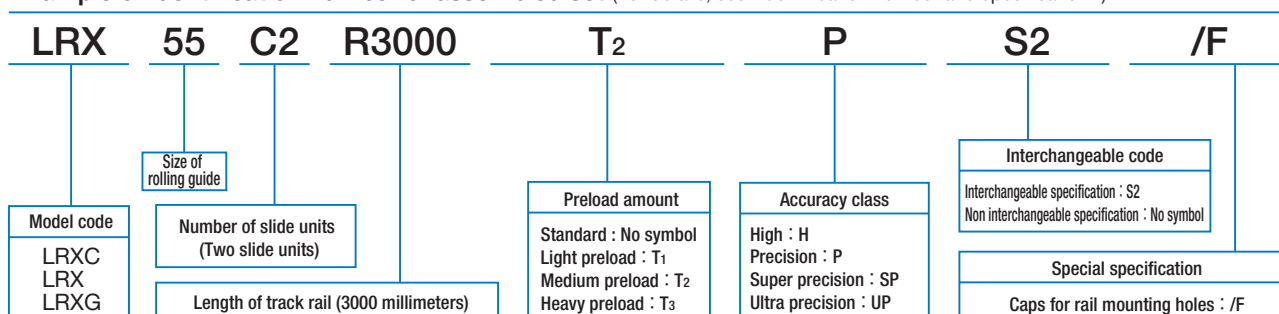 LRX 55 C2 R3000 T2 P S2 /F
Size of
rolling guide
Model code
LRXC
LRX
LRXG
Number of slide units
(Two slide units)
Length of track rail (3000 millimeters)
Preload amount
Standard : No symbol
Light preload : T1
Medium preload : T2
Heavy preload : T3
Accuracy class
High : H
Precision : P
Super precision : SP
Ultra precision : UP
Interchangeable code
Interchangeable specification : S2
Non interchangeable specification : No symbol
Special specification
Caps for rail mounting holes : /F